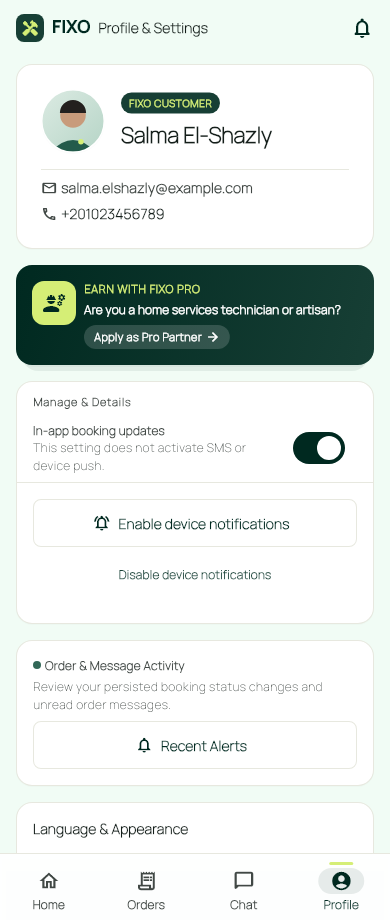 FIXO Profile & Settings
FIXO CUSTOMER
Salma El-Shazly
salma.elshazly@example.com
+201023456789
EARN WITH FIXO PRO
Are you a home services technician or artisan?
Apply as Pro Partner →
Manage & Details
In-app booking updates
This setting does not activate SMS or
device push.
Enable device notifications
Disable device notifications
Order & Message Activity
Review your persisted booking status changes and
unread order messages.
Recent Alerts
Language & Appearance
Home Orders Chat Profile